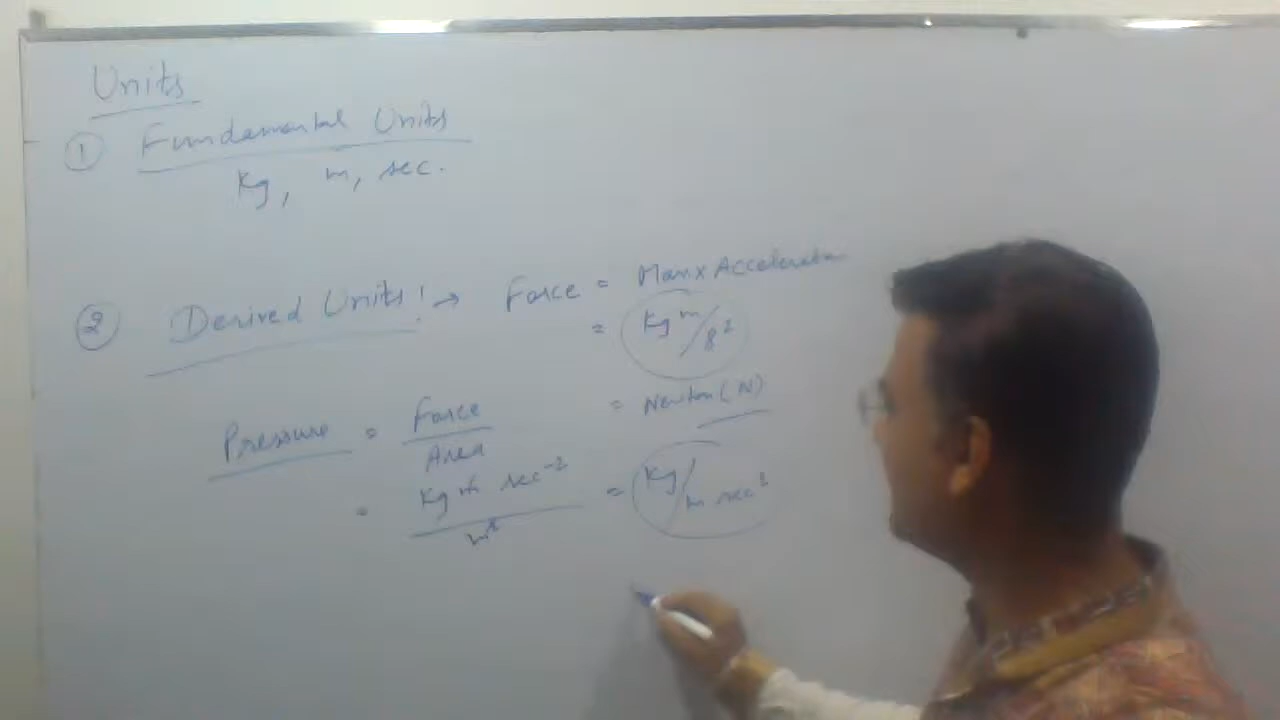 Units
① Fundamental Units
Kg, m, sec.
② Derived Units! → Force = Mass x Acceleration
= Kg m/s²
= Newton (N)
Pressure = Force / Area
= Kg m sec⁻² / m² = Kg / m sec²